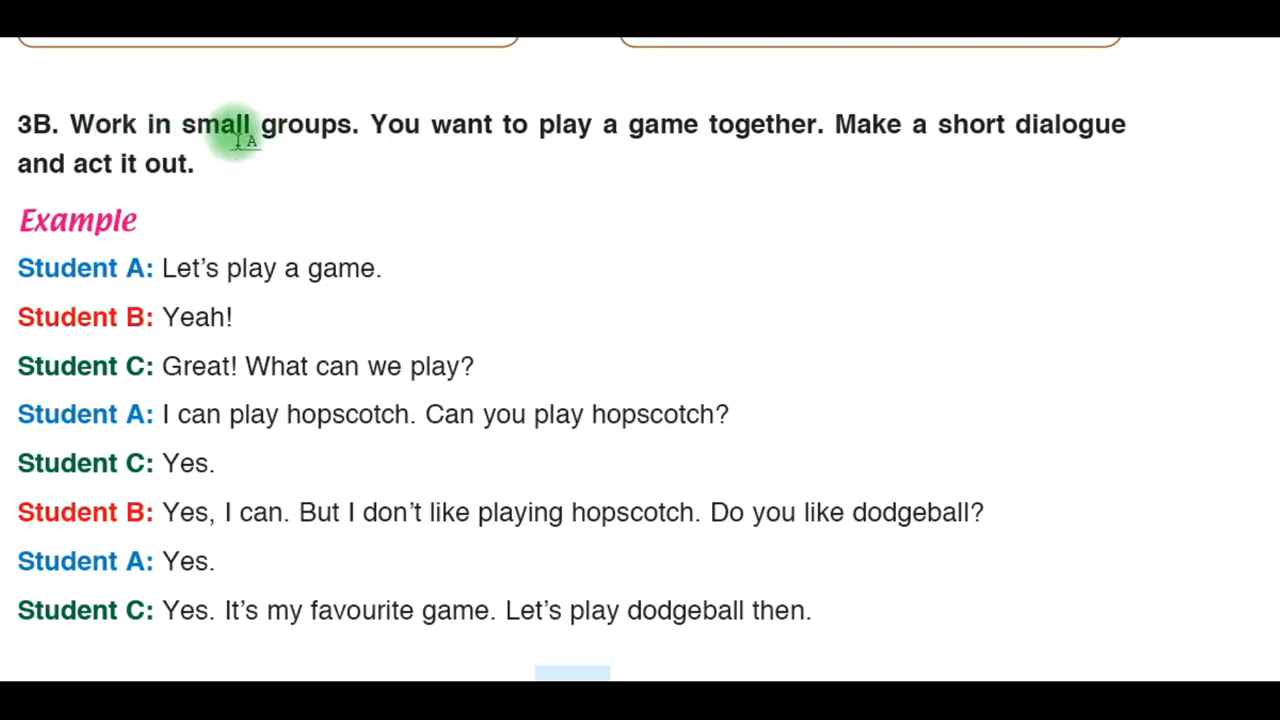 3B. Work in small groups. You want to play a game together. Make a short dialogue
and act it out.
Example
Student A: Let’s play a game.
Student B: Yeah!
Student C: Great! What can we play?
Student A: I can play hopscotch. Can you play hopscotch?
Student C: Yes.
Student B: Yes, I can. But I don’t like playing hopscotch. Do you like dodgeball?
Student A: Yes.
Student C: Yes. It’s my favourite game. Let’s play dodgeball then.